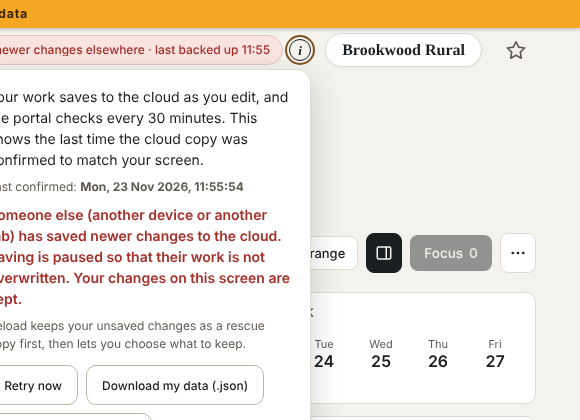 data
newer changes elsewhere · last backed up 11:55
i
Brookwood Rural
our work saves to the cloud as you edit, and
e portal checks every 30 minutes. This
hows the last time the cloud copy was
onfirmed to match your screen.
ast confirmed: Mon, 23 Nov 2026, 11:55:54
omeone else (another device or another
ab) has saved newer changes to the cloud.
aving is paused so that their work is not
verwritten. Your changes on this screen are
ept.
eload keeps your unsaved changes as a rescue
opy first, then lets you choose what to keep.
Retry now
Download my data (.json)
range
Focus 0
Tue
Wed
Thu
Fri
24
25
26
27